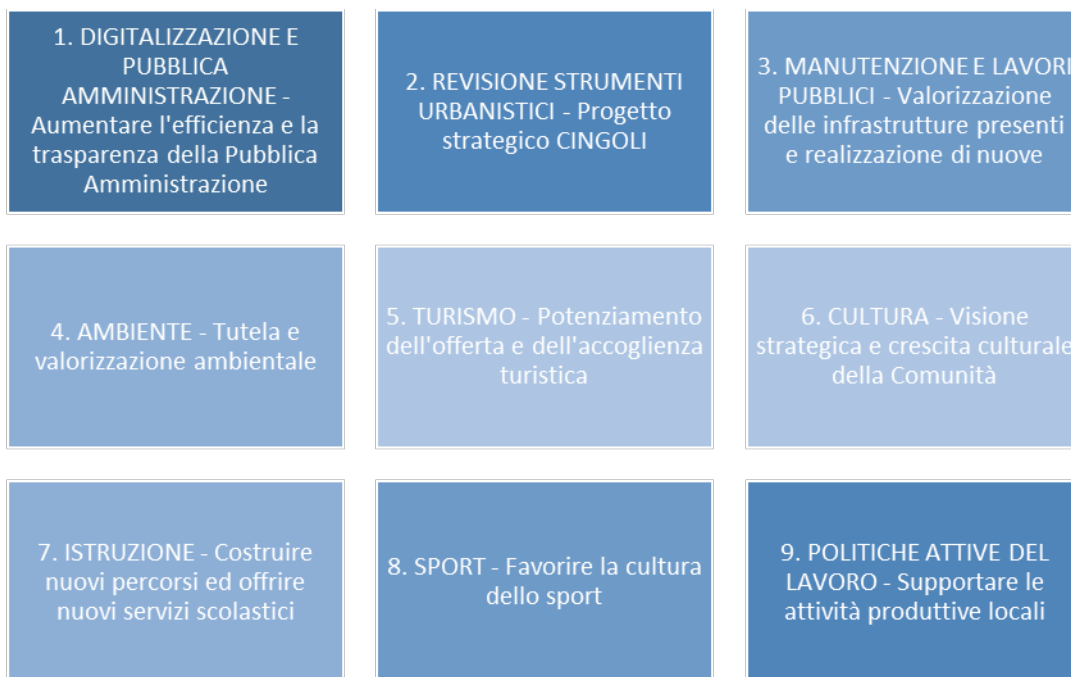 1. DIGITALIZZAZIONE E
PUBBLICA
AMMINISTRAZIONE -
Aumentare l'efficienza e la
trasparenza della Pubblica
Amministrazione
2. REVISIONE STRUMENTI
URBANISTICI - Progetto
strategico CINGOLI
3. MANUTENZIONE E LAVORI
PUBBLICI - Valorizzazione
delle infrastrutture presenti
e realizzazione di nuove
4. AMBIENTE - Tutela e
valorizzazione ambientale
5. TURISMO - Potenziamento
dell'offerta e dell'accoglienza
turistica
6. CULTURA - Visione
strategica e crescita culturale
della Comunità
7. ISTRUZIONE - Costruire
nuovi percorsi ed offrire
nuovi servizi scolastici
8. SPORT - Favorire la cultura
dello sport
9. POLITICHE ATTIVE DEL
LAVORO - Supportare le
attività produttive locali